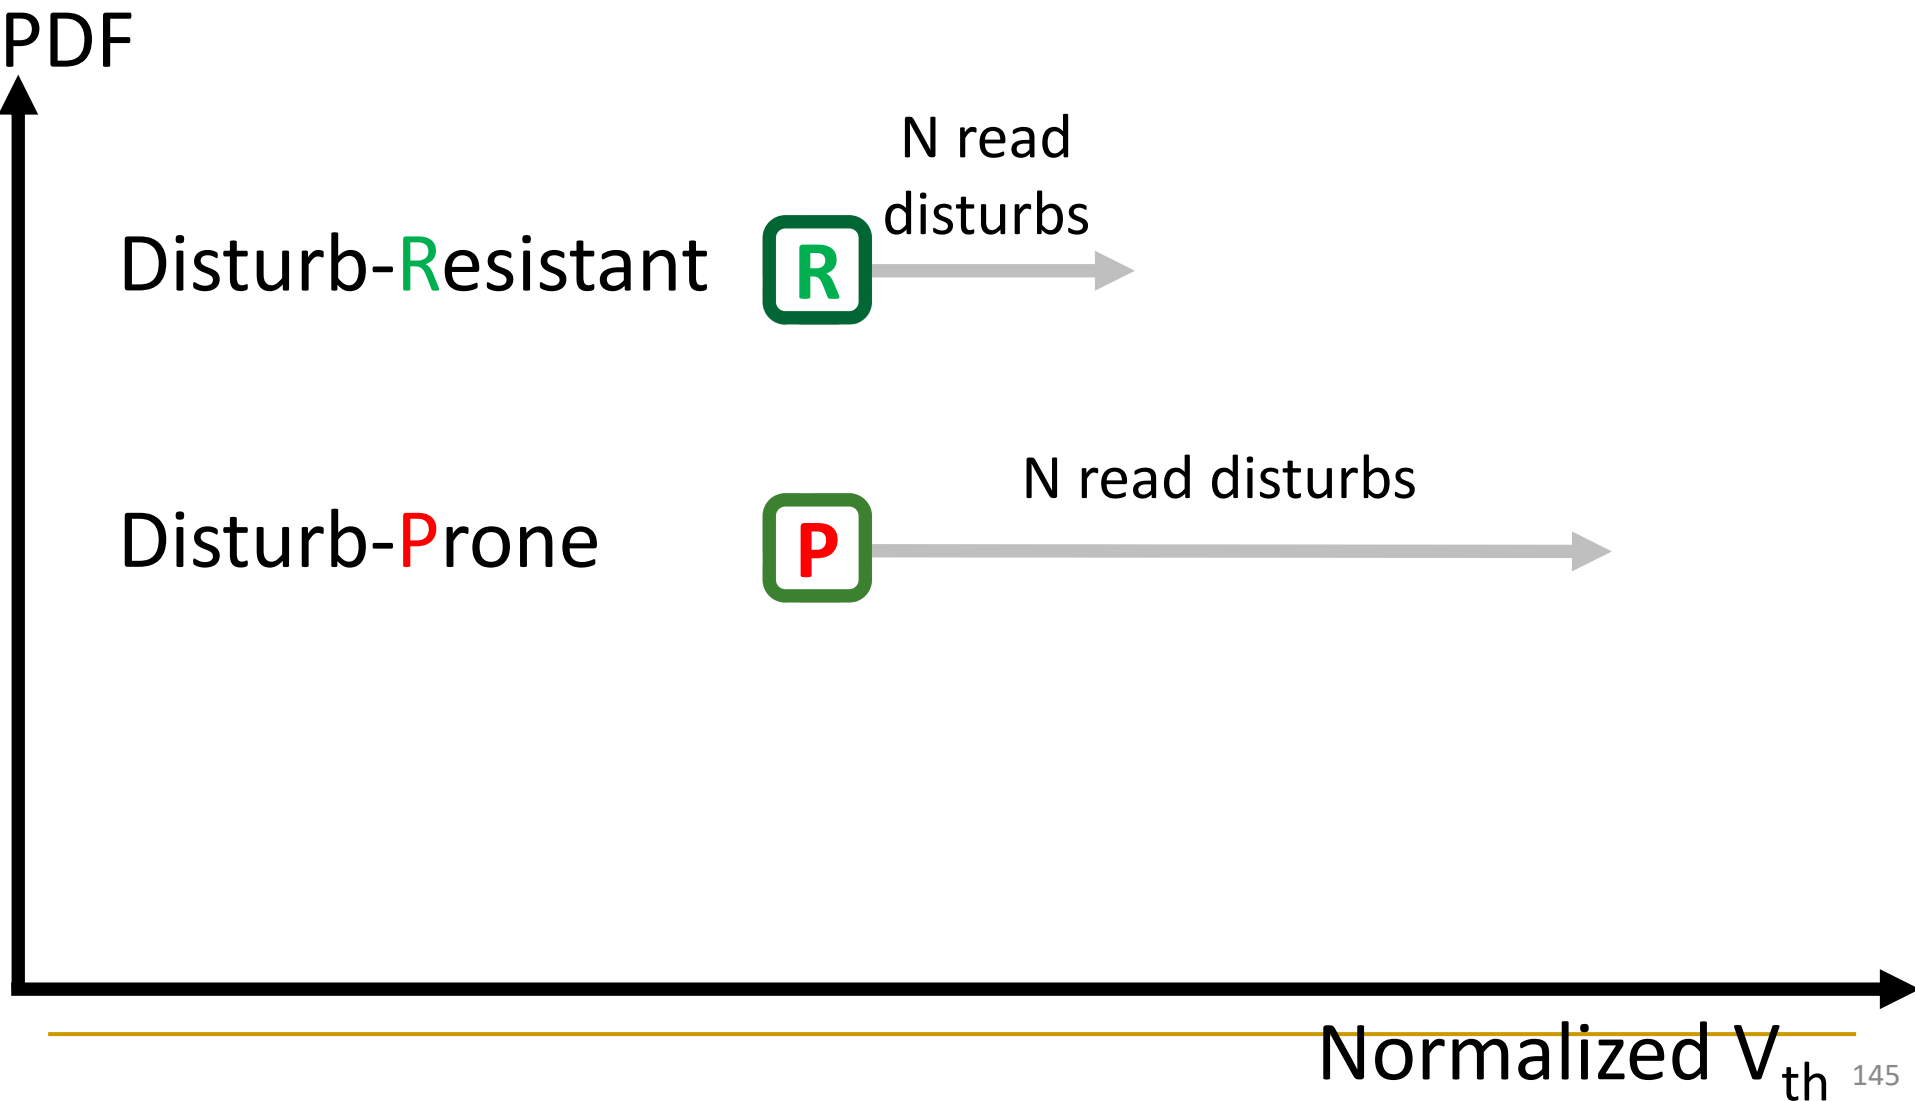 PDF
N read
disturbs
Disturb-Resistant
R
N read disturbs
Disturb-Prone
P
Normalized Vth
145